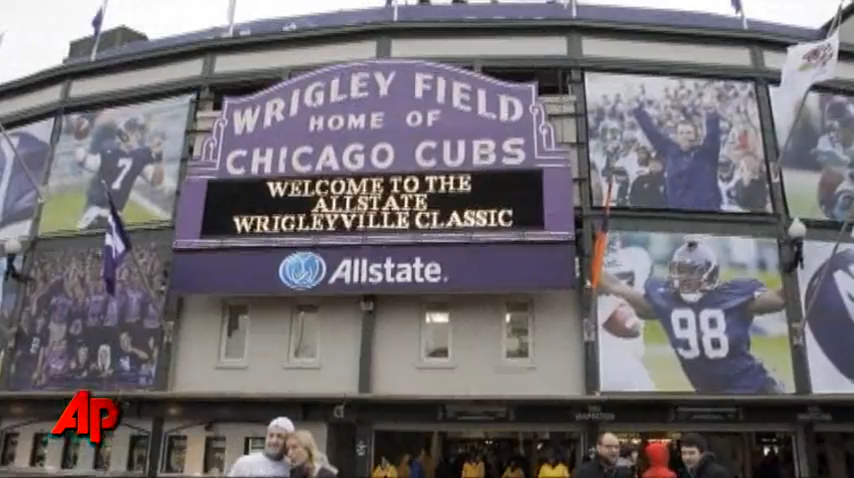 WRIGLEY FIELD
HOME OF
CHICAGO CUBS
WELCOME TO THE
ALLSTATE
WRIGLEYVILLE CLASSIC
Allstate.
7
98
AP